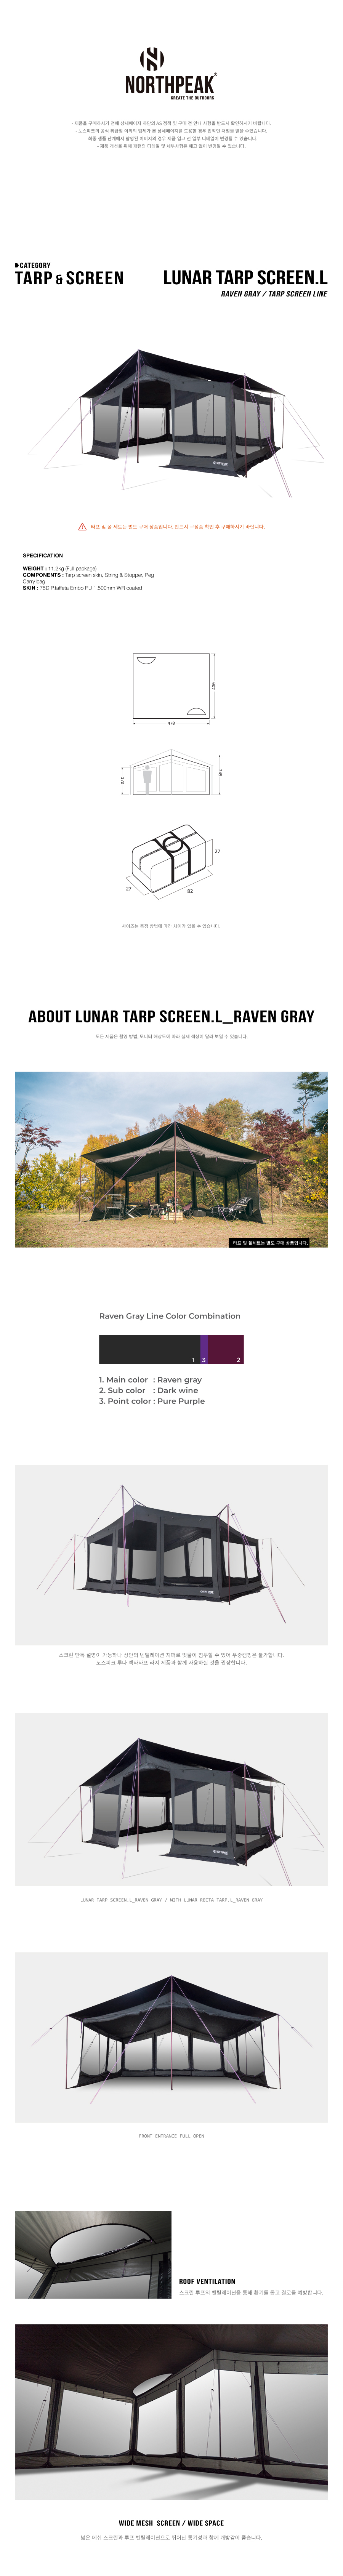 NORTHPEAK®
CREATE THE OUTDOORS
- 제품을 구매하시기 전에 상세페이지 하단의 AS 정책 및 구매 전 안내 사항을 반드시 확인하시기 바랍니다.
- 노스피크의 공식 취급점 이외의 업체가 본 상세페이지를 도용할 경우 법적인 처벌을 받을 수있습니다.
- 최종 샘플 단계에서 촬영된 이미지의 경우 제품 입고 전 일부 디테일이 변경될 수 있습니다.
- 제품 개선을 위해 패턴의 디테일 및 세부사항은 예고 없이 변경될 수 있습니다.
CATEGORY
TARP & SCREEN
LUNAR TARP SCREEN.L
RAVEN GRAY / TARP SCREEN LINE
타프 및 폴 세트는 별도 구매 상품입니다. 반드시 구성품 확인 후 구매하시기 바랍니다.
SPECIFICATION
WEIGHT : 11.2kg (Full package)
COMPONENTS : Tarp screen skin, String & Stopper, Peg
Carry bag
SKIN : 75D P.taffeta Embo PU 1,500mm WR coated
400
470
170
245
27
27
82
사이즈는 측정 방법에 따라 차이가 있을 수 있습니다.
ABOUT LUNAR TARP SCREEN.L_RAVEN GRAY
모든 제품은 촬영 방법, 모니터 해상도에 따라 실제 색상이 달라 보일 수 있습니다.
타프 및 폴세트는 별도 구매 상품입니다.
Raven Gray Line Color Combination
1 3 2
1. Main color : Raven gray
2. Sub color : Dark wine
3. Point color : Pure Purple
스크린 단독 설영이 가능하나 상단의 벤틸레이션 지퍼로 빗물이 침투할 수 있어 우중캠핑은 불가합니다.
노스피크 루나 렉타타프 라지 제품과 함께 사용하실 것을 권장합니다.
LUNAR TARP SCREEN.L_RAVEN GRAY / WITH LUNAR RECTA TARP.L_RAVEN GRAY
FRONT ENTRANCE FULL OPEN
ROOF VENTILATION
스크린 루프의 벤틸레이션을 통해 환기를 돕고 결로를 예방합니다.
WIDE MESH SCREEN / WIDE SPACE
넓은 메쉬 스크린과 루프 벤틸레이션으로 뛰어난 통기성과 함께 개방감이 좋습니다.